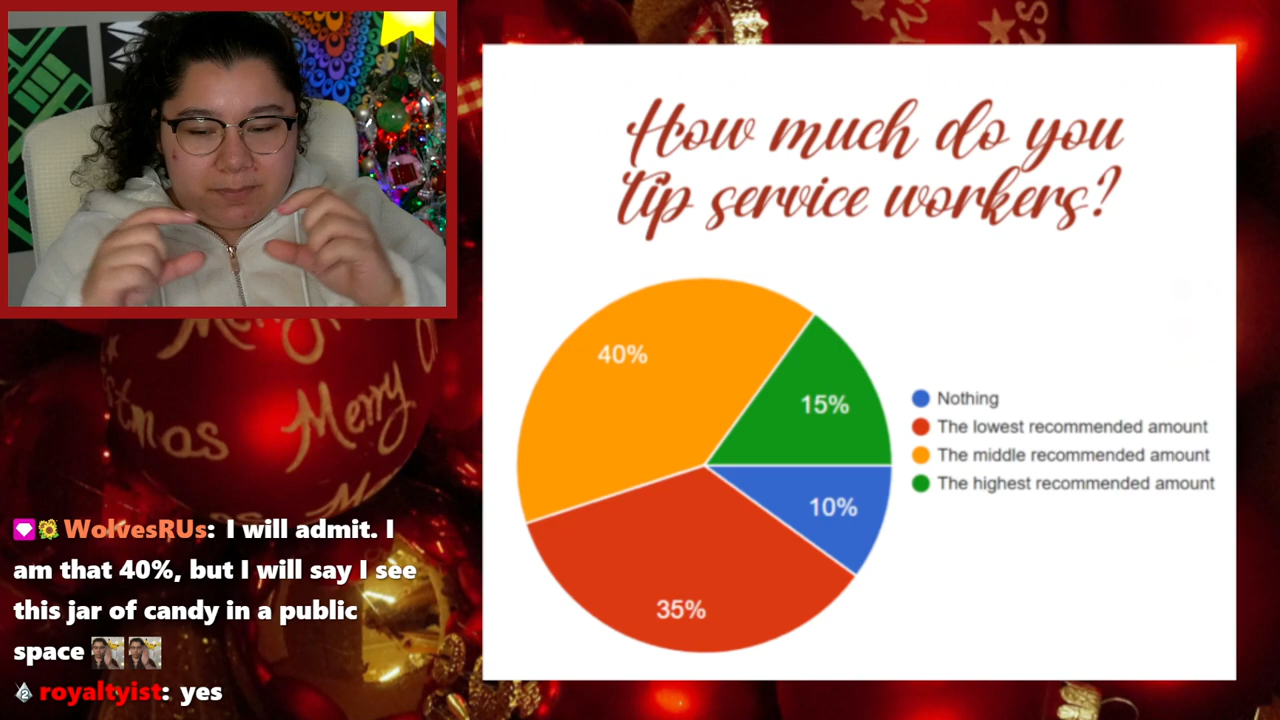 How much do you
tip service workers?
40%
15%
10%
35%
Nothing
The lowest recommended amount
The middle recommended amount
The highest recommended amount
Merry
WolvesRUs: I will admit. I
am that 40%, but I will say I see
this jar of candy in a public
space
2 royaltyist: yes